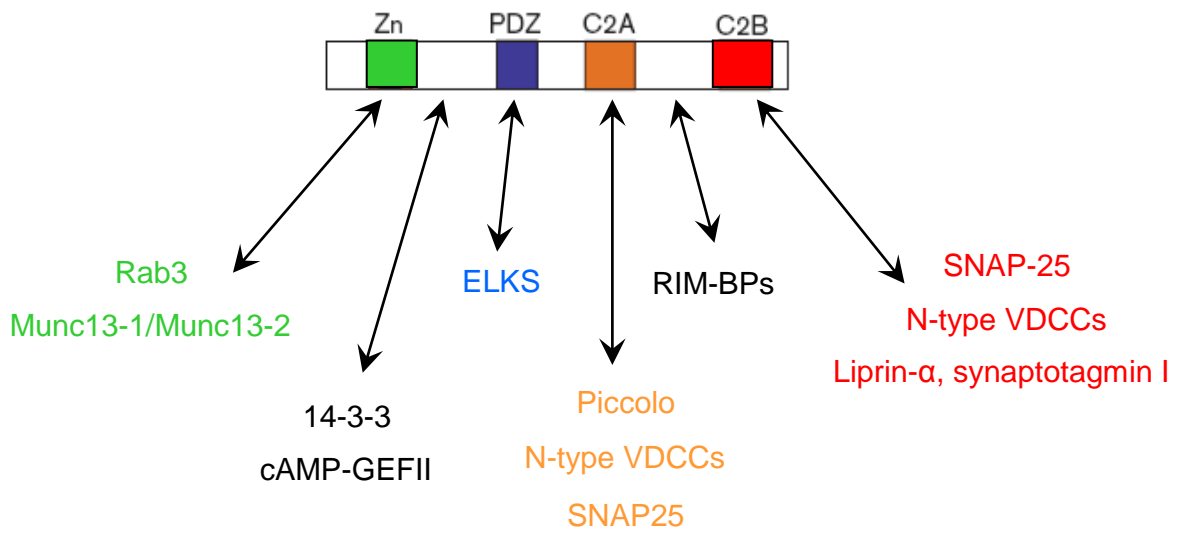 Zn PDZ C2A C2B
Rab3
Munc13-1/Munc13-2
14-3-3
cAMP-GEFII
ELKS
Piccolo
N-type VDCCs
SNAP25
RIM-BPs
SNAP-25
N-type VDCCs
Liprin-α, synaptotagmin I